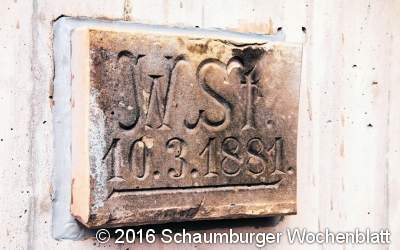 W. St.
10.3.1881.
© 2016 Schaumburger Wochenblatt